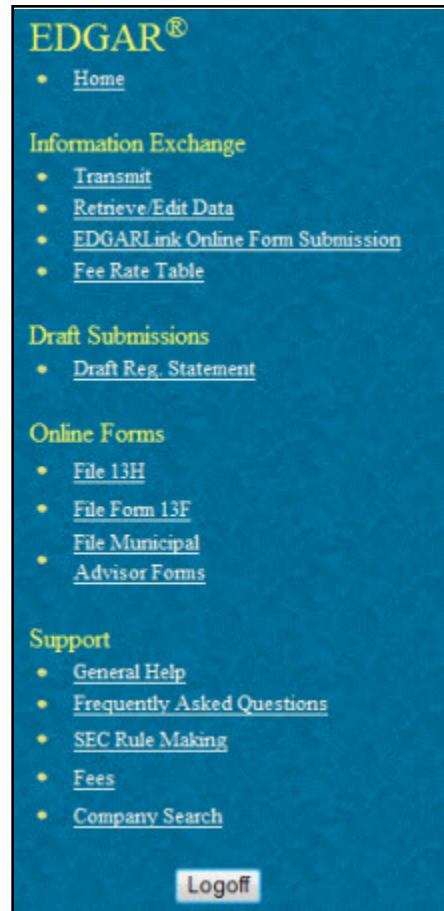 EDGAR®
Home
Information Exchange
Transmit
Retrieve/Edit Data
EDGARLink Online Form Submission
Fee Rate Table
Draft Submissions
Draft Reg. Statement
Online Forms
File 13H
File Form 13F
File Municipal
Advisor Forms
Support
General Help
Frequently Asked Questions
SEC Rule Making
Fees
Company Search
Logoff